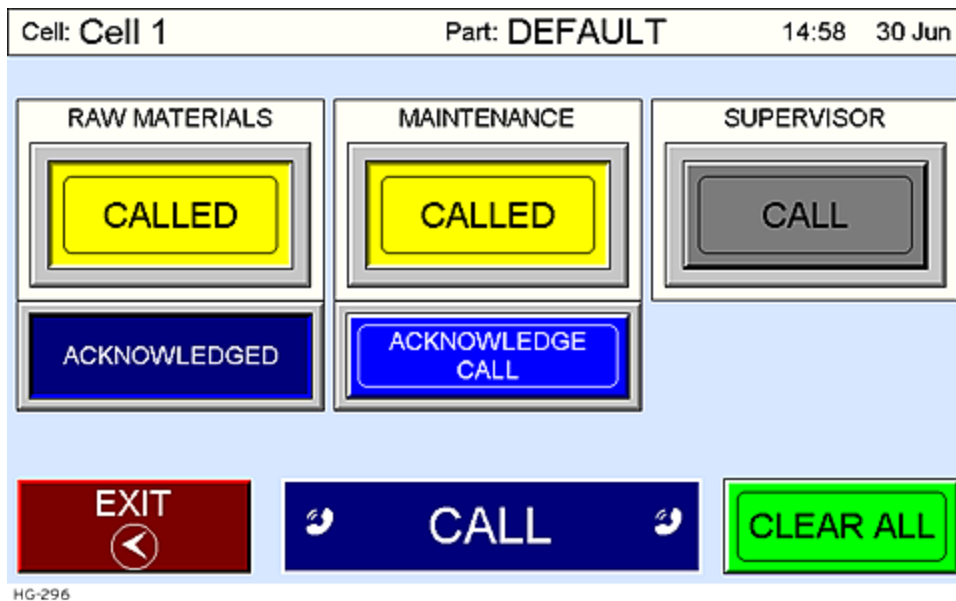 Cell: Cell 1 Part: DEFAULT 14:58 30 Jun
RAW MATERIALS MAINTENANCE SUPERVISOR
CALLED CALLED CALL
ACKNOWLEDGED
ACKNOWLEDGE
CALL
EXIT
CALL
CLEAR ALL
HG-296